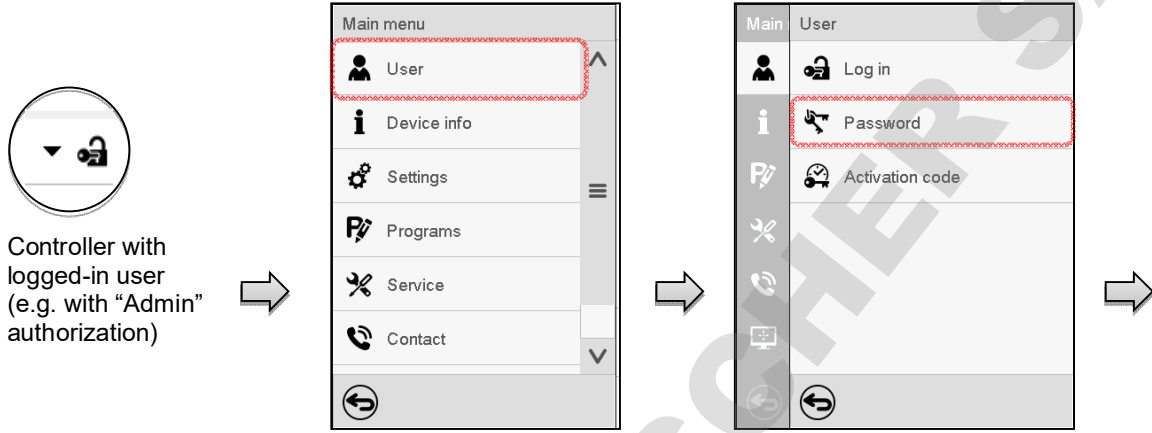 Controller with
logged-in user
(e.g. with “Admin”
authorization)
Main menu
User
Device info
Settings
Programs
Service
Contact
Main
User
Log in
Password
Activation code